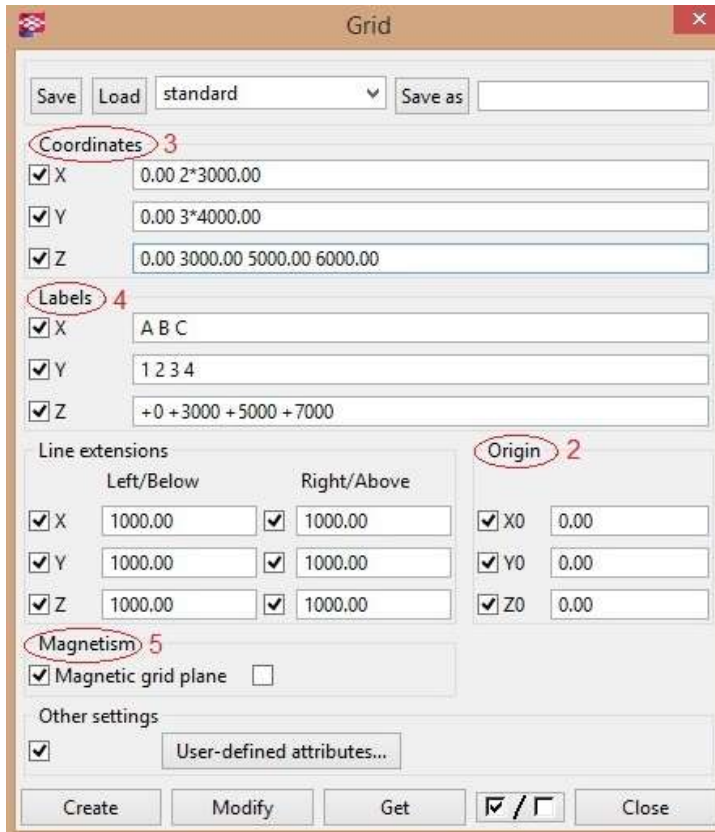 Grid
Save Load standard Save as
Coordinates 3
X 0.00 2*3000.00
Y 0.00 3*4000.00
Z 0.00 3000.00 5000.00 6000.00
Labels 4
X A B C
Y 1 2 3 4
Z +0 +3000 +5000 +7000
Line extensions Origin 2
Left/Below Right/Above
X 1000.00 1000.00 X0 0.00
Y 1000.00 1000.00 Y0 0.00
Z 1000.00 1000.00 Z0 0.00
Magnetism 5
Magnetic grid plane
Other settings
User-defined attributes...
Create Modify Get / Close